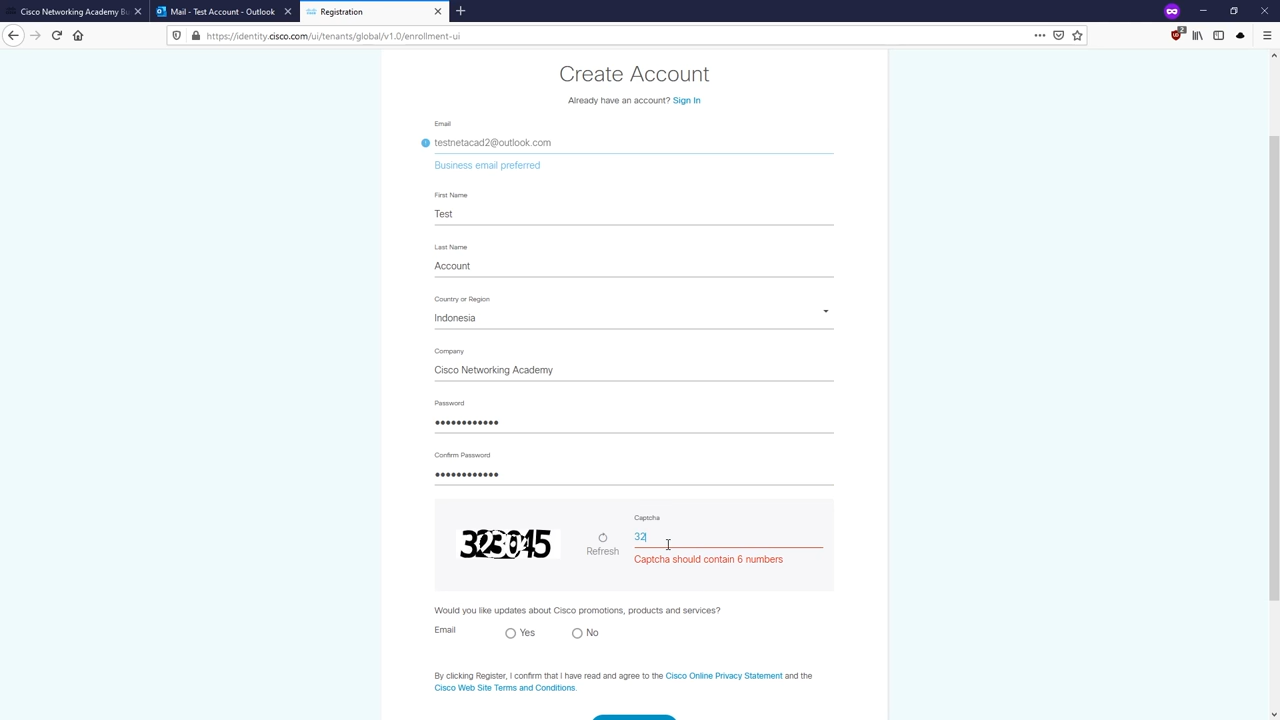 Cisco Networking Academy Bu
Mail - Test Account - Outlook
Registration
https://identity.cisco.com/ui/tenants/global/v1.0/enrollment-ui
2
Create Account
Already have an account? Sign In
Email
testnetacad2@outlook.com
Business email preferred
First Name
Test
Last Name
Account
Country or Region
Indonesia
Company
Cisco Networking Academy
Password
••••••••••••
Confirm Password
••••••••••••
323015
Refresh
Captcha
32
Captcha should contain 6 numbers
Would you like updates about Cisco promotions, products and services?
Email
Yes
No
By clicking Register, I confirm that I have read and agree to the Cisco Online Privacy Statement and the
Cisco Web Site Terms and Conditions.